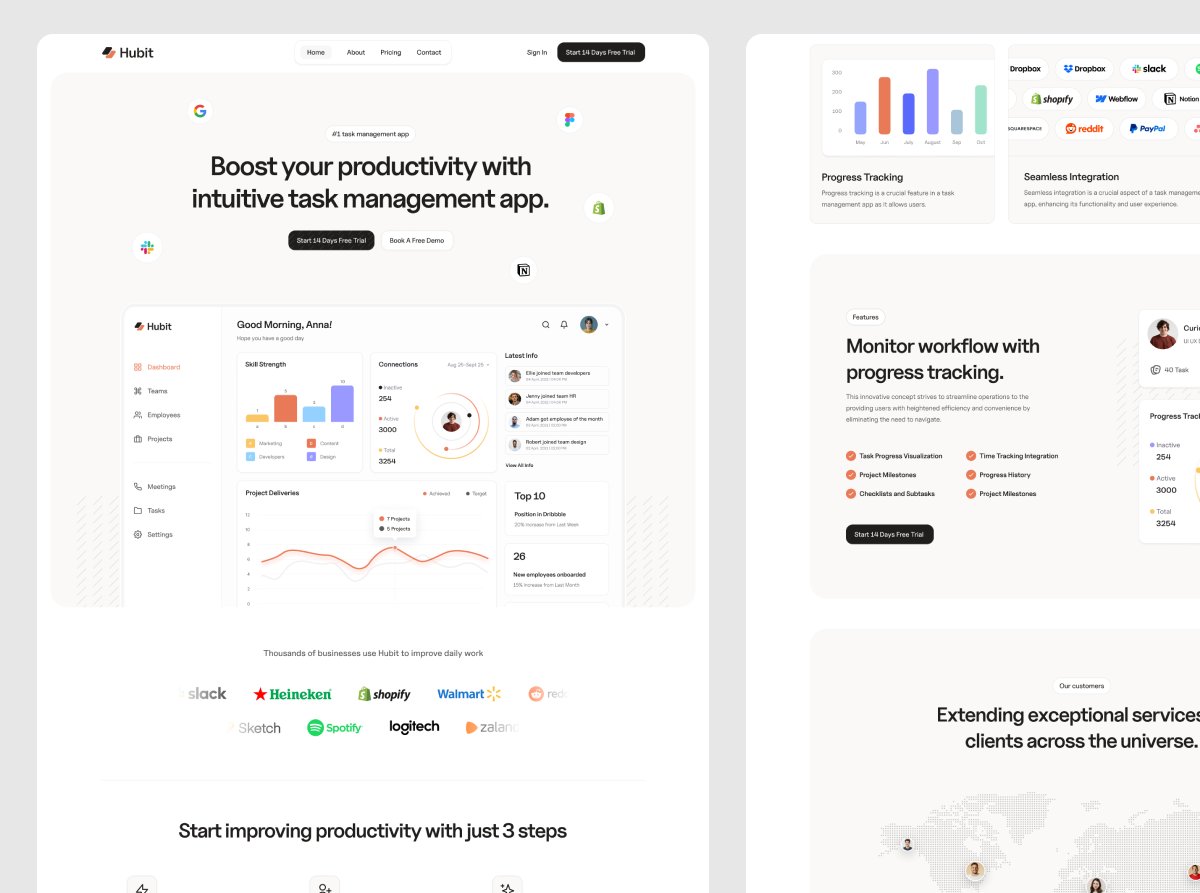 Hubit
Home
About
Pricing
Contact
Sign In
Start 14 Days Free Trial
#1 task management app
Boost your productivity with
intuitive task management app.
Start 14 Days Free Trial
Book A Free Demo
Hubit
Dashboard
Teams
Employees
Projects
Meetings
Tasks
Settings
Good Morning, Anna!
Hope you have a good day
Skill Strength
1
5
3
10
A
B
C
D
Marketing
Content
Developers
Design
Connections
Aug 25-Sept 25
Inactive
254
Active
3000
Total
3254
Latest Info
Ellie joined team developers
Jenny joined team HR
Adam got employee of the month
Robert joined team design
View All Info
Project Deliveries
Achieved
Target
12
10
8
6
4
2
0
7 Projects
5 Projects
Top 10
Position in Dribbble
20% increase from Last Week
26
New employees onboarded
15% increase from Last Month
Thousands of businesses use Hubit to improve daily work
slack
Heineken
shopify
Walmart
redd
Sketch
Spotify
logitech
zaland
Start improving productivity with just 3 steps
300
200
100
0
May
Jun
July
August
Sep
Oct
Progress Tracking
Progress tracking is a crucial feature in a task
management app as it allows users.
Dropbox
Dropbox
slack
shopify
Webflow
Notion
SQUARESPACE
reddit
PayPal
Seamless Integration
Seamless integration is a crucial aspect of a task manageme
app, enhancing its functionality and user experience.
Features
Monitor workflow with
progress tracking.
This innovative concept strives to streamline operations to the
providing users with heightened efficiency and convenience by
eliminating the need to navigate.
Task Progress Visualization
Time Tracking Integration
Project Milestones
Progress History
Checklists and Subtasks
Project Milestones
Start 14 Days Free Trial
Curio
UI UX
40 Task
Progress Track
Inactive
254
Active
3000
Total
3254
Our customers
Extending exceptional services
clients across the universe.